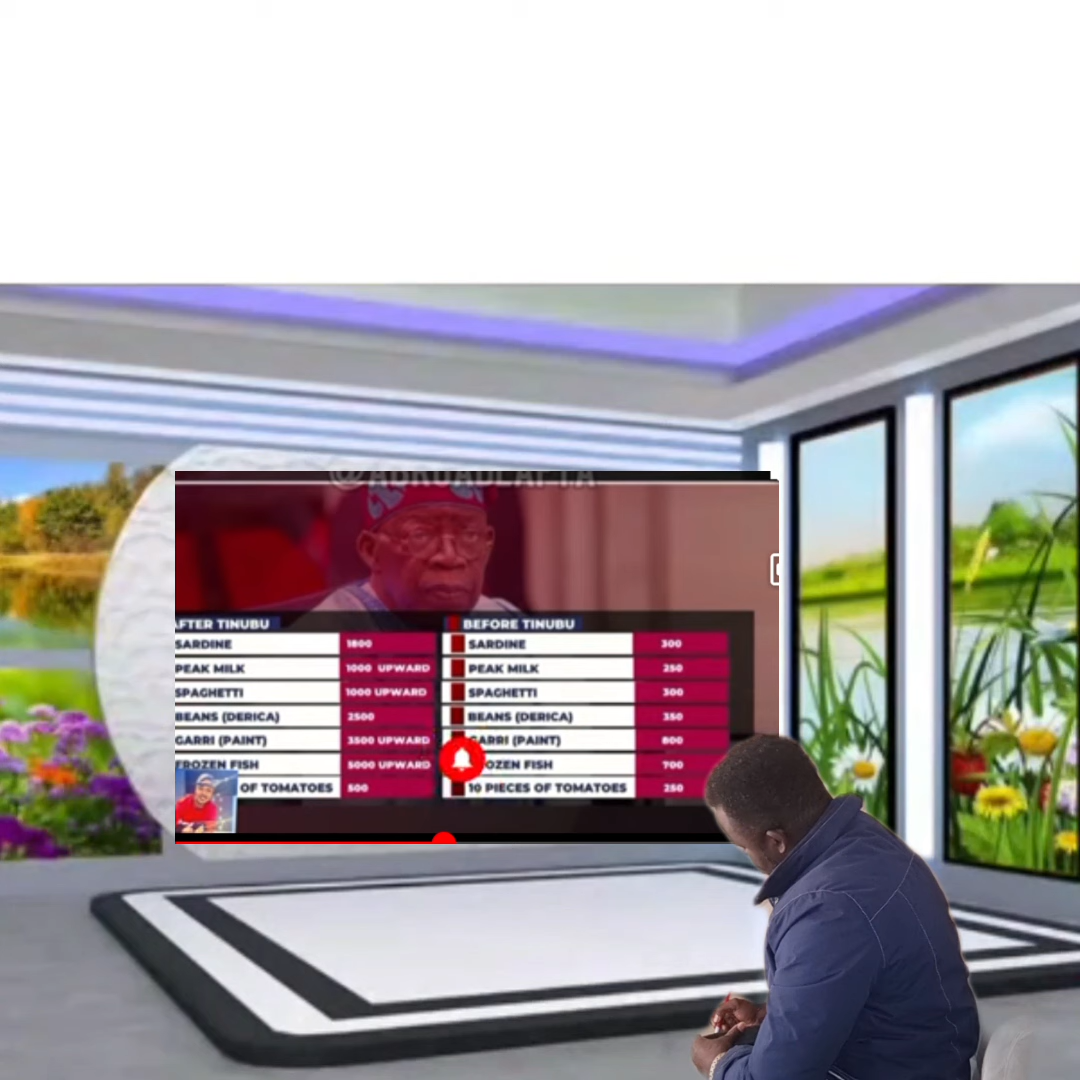 @ABROADLAFTA
AFTER TINUBU
SARDINE 1800
PEAK MILK 1000 UPWARD
SPAGHETTI 1000 UPWARD
BEANS (DERICA) 2500
GARRI (PAINT) 3500 UPWARD
FROZEN FISH 5000 UPWARD
OF TOMATOES 500
BEFORE TINUBU
SARDINE 300
PEAK MILK 250
SPAGHETTI 300
BEANS (DERICA) 350
GARRI (PAINT) 800
OZEN FISH 700
10 PIECES OF TOMATOES 250